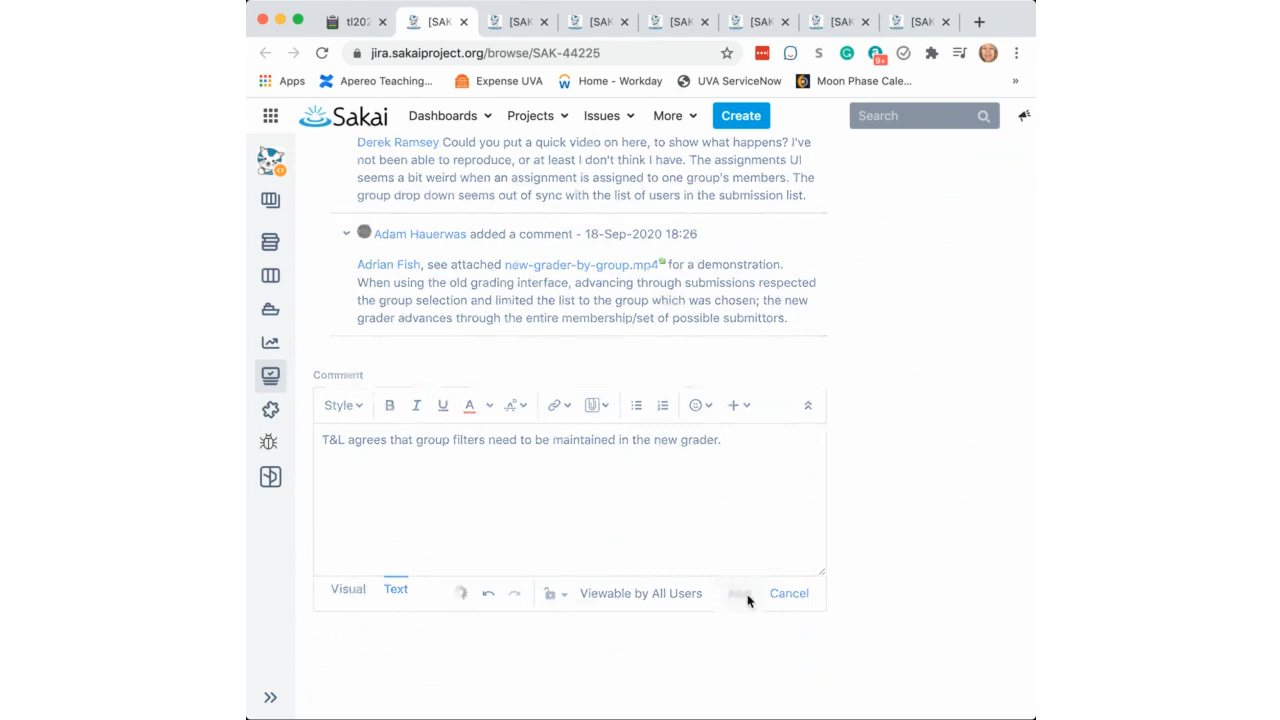 tl202
[SAK
[SAK
[SAK
[SAK
[SAK
[SAK
[SAK
jira.sakaiproject.org/browse/SAK-44225
S
9+
Apps
Apereo Teaching...
Expense UVA
Home - Workday
UVA ServiceNow
Moon Phase Cale...
»
Sakai
Dashboards
Projects
Issues
More
Create
Search
Derek Ramsey Could you put a quick video on here, to show what happens? I've
not been able to reproduce, or at least I don't think I have. The assignments UI
seems a bit weird when an assignment is assigned to one group's members. The
group drop down seems out of sync with the list of users in the submission list.
Adam Hauerwas added a comment - 18-Sep-2020 18:26
Adrian Fish, see attached new-grader-by-group.mp4 for a demonstration.
When using the old grading interface, advancing through submissions respected
the group selection and limited the list to the group which was chosen; the new
grader advances through the entire membership/set of possible submittors.
Comment
Style B I U A
T&L agrees that group filters need to be maintained in the new grader.
Visual Text Viewable by All Users Cancel